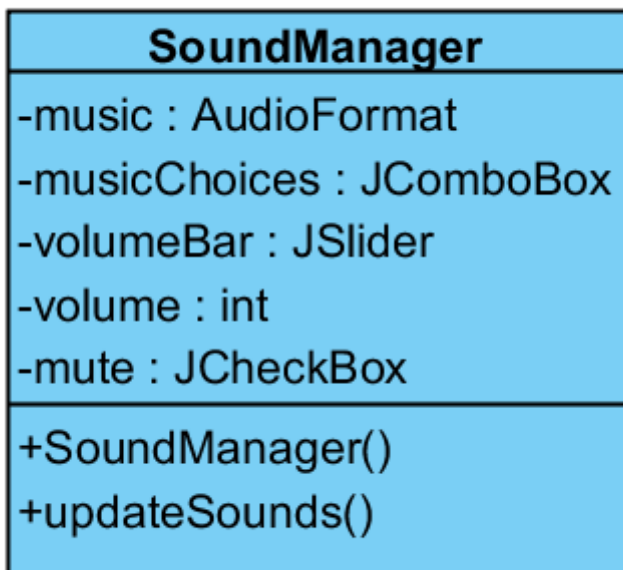 SoundManager
-music : AudioFormat
-musicChoices : JComboBox
-volumeBar : JSlider
-volume : int
-mute : JCheckBox
+SoundManager()
+updateSounds()